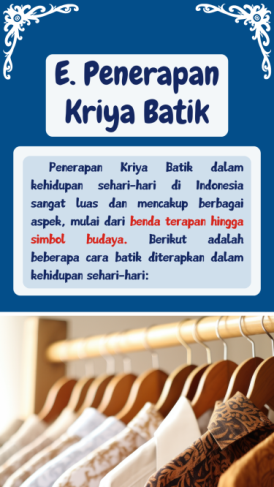 E. Penerapan
Kriya Batik
Penerapan Kriya Batik dalam
kehidupan sehari-hari di Indonesia
sangat luas dan mencakup berbagai
aspek, mulai dari benda terapan hingga
simbol budaya. Berikut adalah
beberapa cara batik diterapkan dalam
kehidupan sehari-hari: